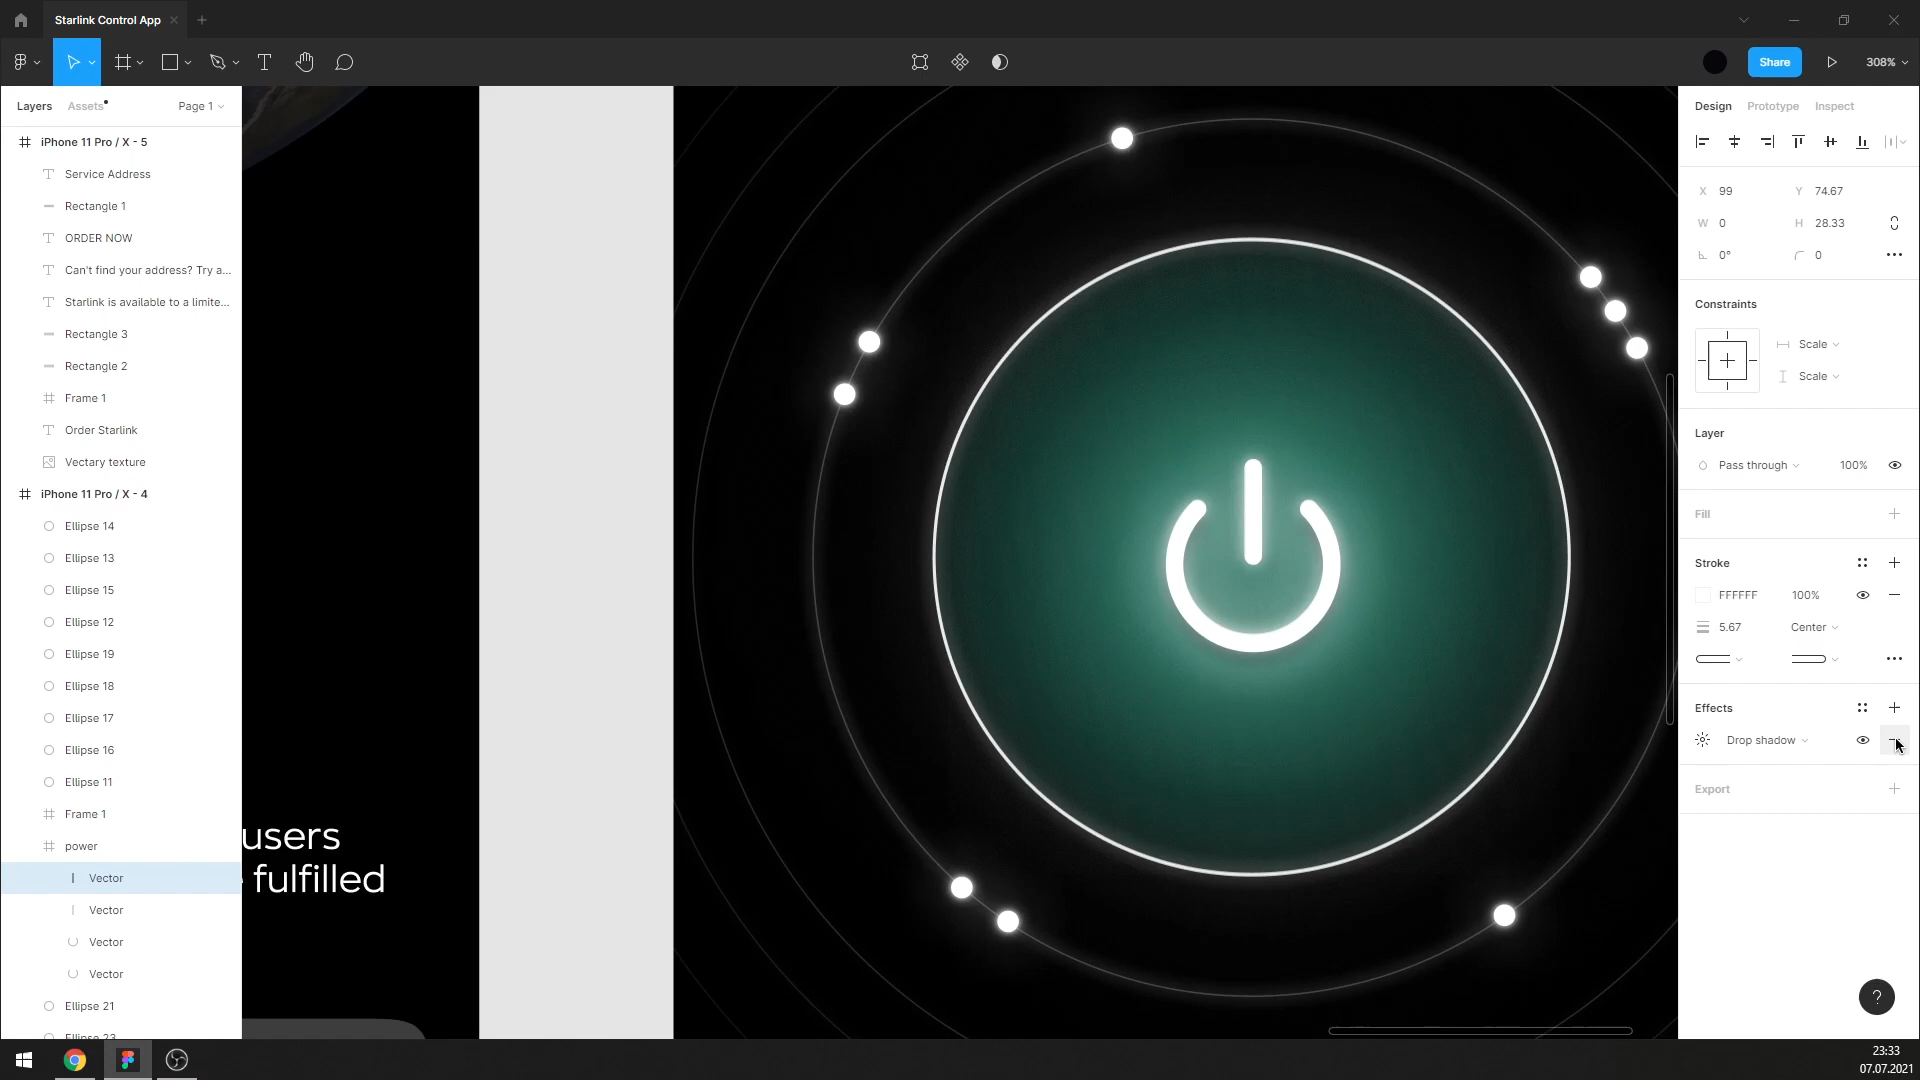 Starlink Control App
Share
308%
Layers
Assets
Page 1
iPhone 11 Pro / X - 5
Service Address
Rectangle 1
ORDER NOW
Can't find your address? Try a...
Starlink is available to a limite...
Rectangle 3
Rectangle 2
Frame 1
Order Starlink
Vectary texture
iPhone 11 Pro / X - 4
Ellipse 14
Ellipse 13
Ellipse 15
Ellipse 12
Ellipse 19
Ellipse 18
Ellipse 17
Ellipse 16
Ellipse 11
Frame 1
power
Vector
Vector
Vector
Vector
Ellipse 21
Ellipse 23
users
fulfilled
Design
Prototype
Inspect
X 99
Y 74.67
W 0
H 28.33
0°
0
Constraints
Scale
Scale
Layer
Pass through
100%
Fill
Stroke
FFFFFF
100%
5.67
Center
Effects
Drop shadow
Export
?
23:33
07.07.2021